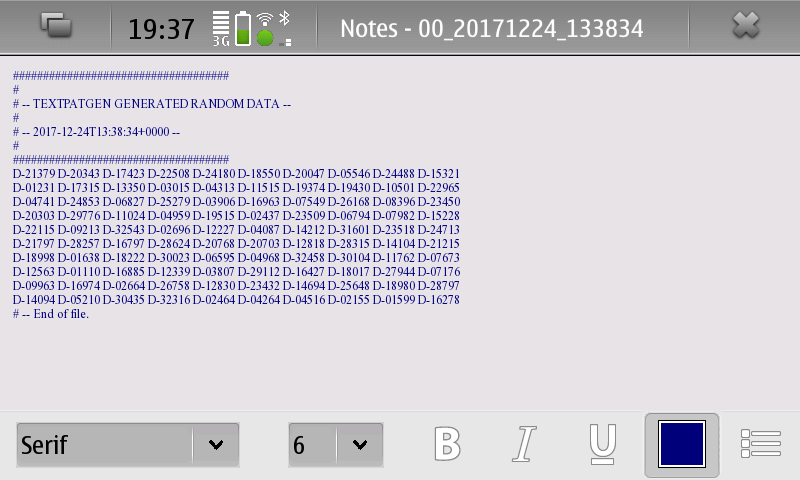 19:37
3G
Notes - 00_20171224_133834
####################################
#
# -- TEXTPATGEN GENERATED RANDOM DATA --
#
# -- 2017-12-24T13:38:34+0000 --
#
####################################
D-21379 D-20343 D-17423 D-22508 D-24180 D-18550 D-20047 D-05546 D-24488 D-15321
D-01231 D-17315 D-13350 D-03015 D-04313 D-11515 D-19374 D-19430 D-10501 D-22965
D-04741 D-24853 D-06827 D-25279 D-03906 D-16963 D-07549 D-26168 D-08396 D-23450
D-20303 D-29776 D-11024 D-04959 D-19515 D-02437 D-23509 D-06794 D-07982 D-15228
D-22115 D-09213 D-32543 D-02696 D-12227 D-04087 D-14212 D-31601 D-23518 D-24713
D-21797 D-28257 D-16797 D-28624 D-20768 D-20703 D-12818 D-28315 D-14104 D-21215
D-18998 D-01638 D-18222 D-30023 D-06595 D-04968 D-32458 D-30104 D-11762 D-07673
D-12563 D-01110 D-16885 D-12339 D-03807 D-29112 D-16427 D-18017 D-27944 D-07176
D-09963 D-16974 D-02664 D-26758 D-12830 D-23432 D-14694 D-25648 D-18980 D-28797
D-14094 D-05210 D-30435 D-32316 D-02464 D-04264 D-04516 D-02155 D-01599 D-16278
# -- End of file.
Serif
6
B
I
U